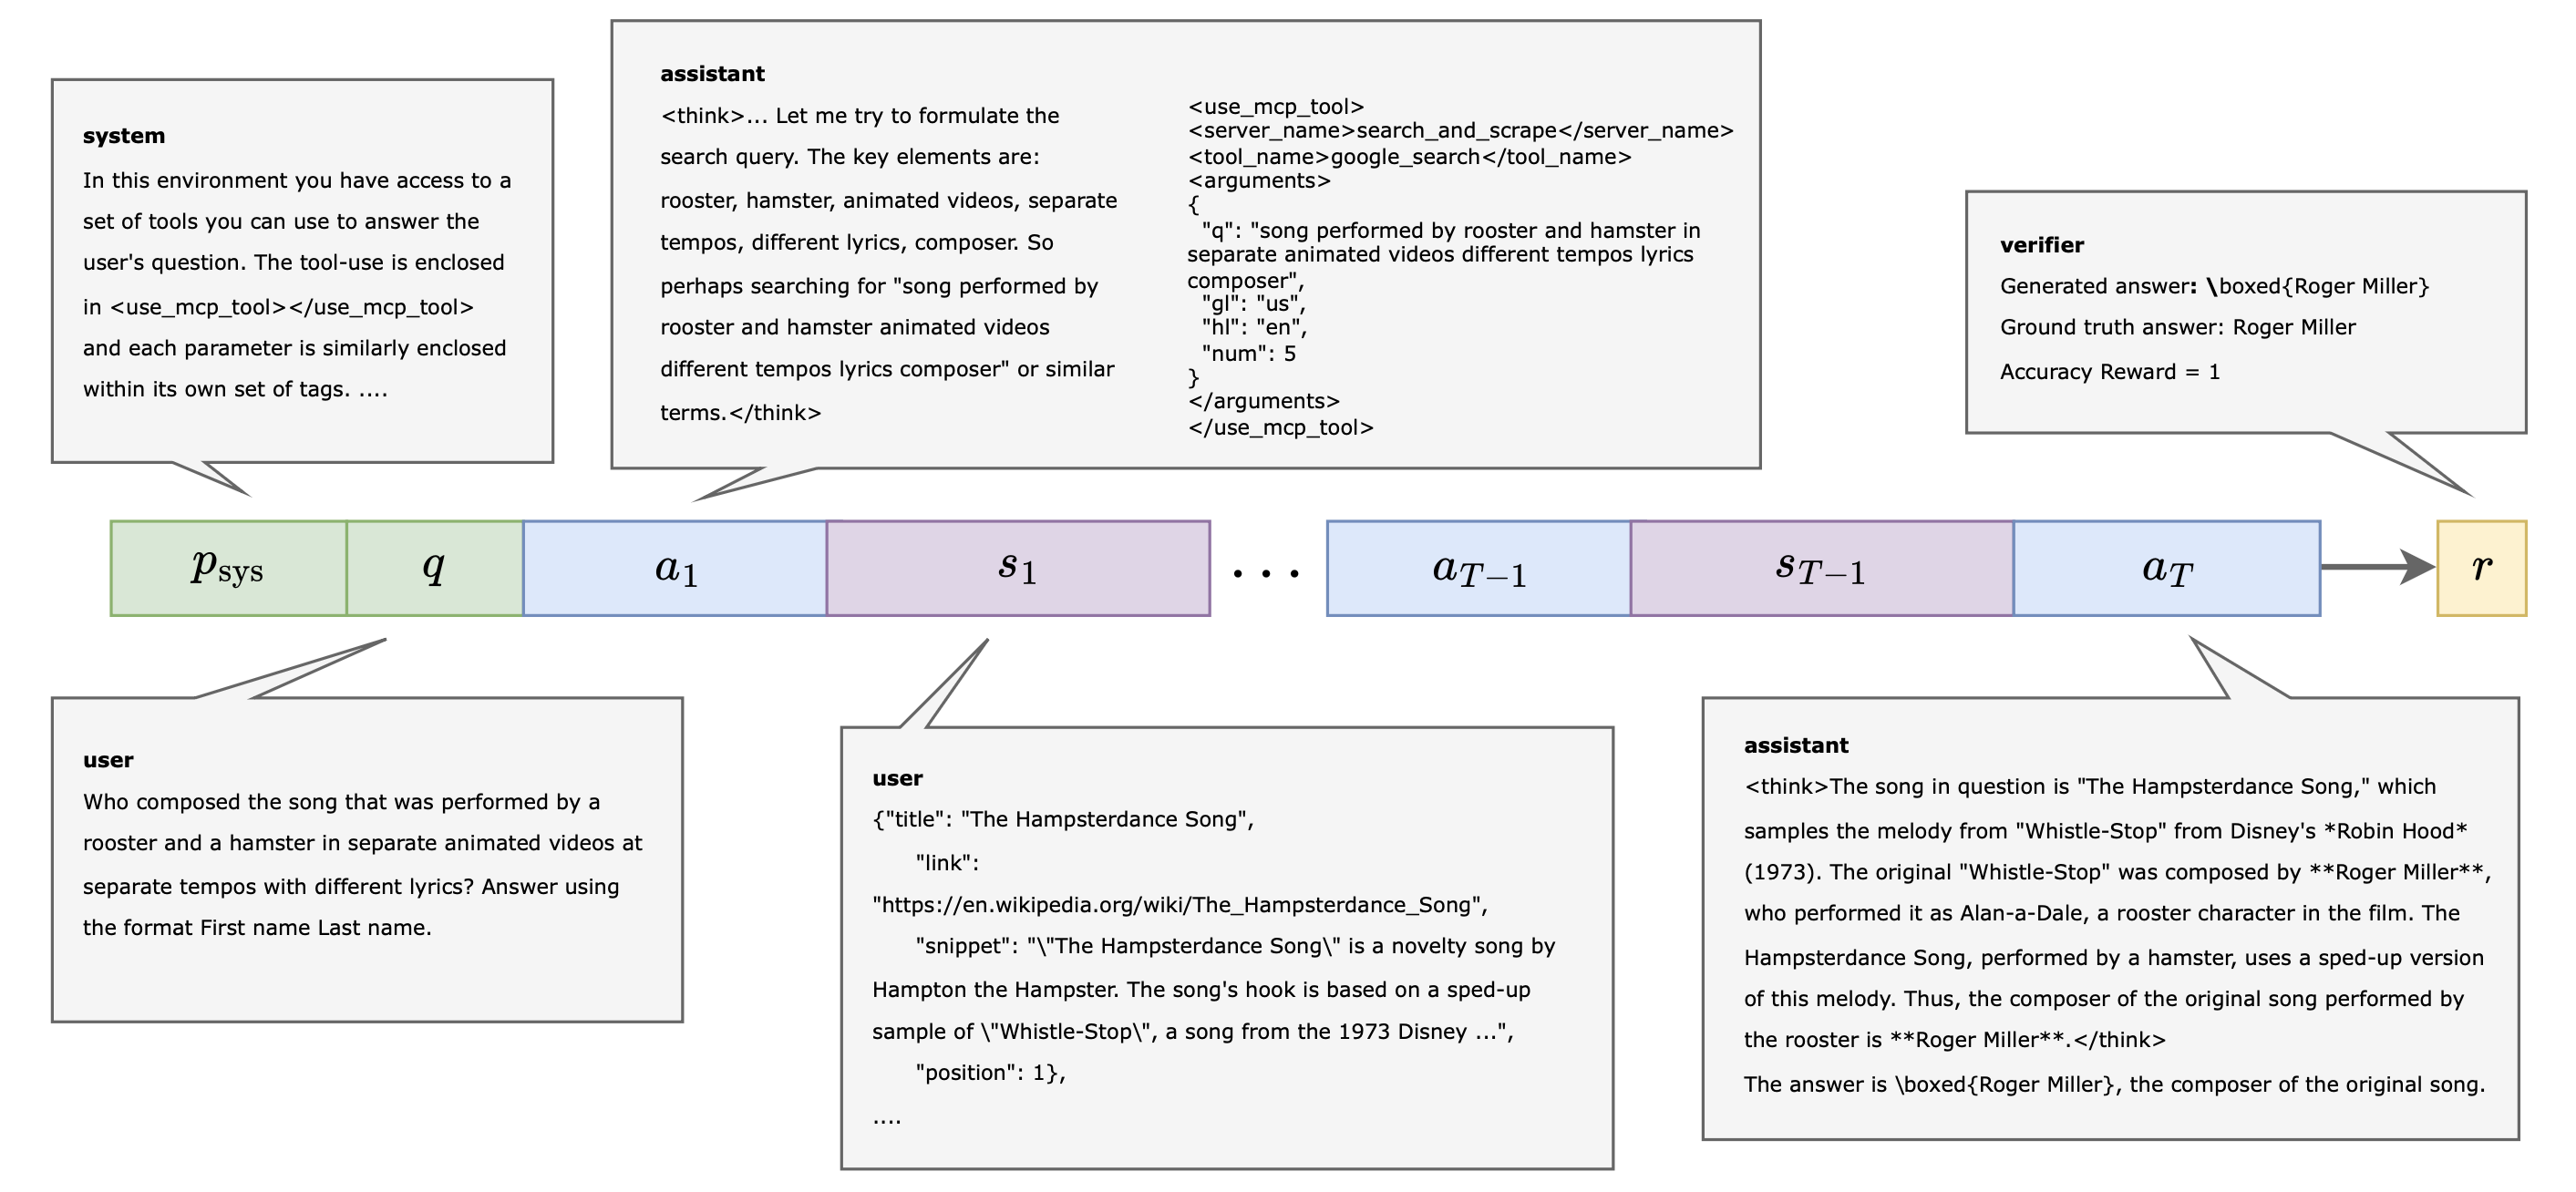 system
In this environment you have access to a
set of tools you can use to answer the
user's question. The tool-use is enclosed
in <use_mcp_tool></use_mcp_tool>
and each parameter is similarly enclosed
within its own set of tags. ....
assistant
<think>... Let me try to formulate the
search query. The key elements are:
rooster, hamster, animated videos, separate
tempos, different lyrics, composer. So
perhaps searching for "song performed by
rooster and hamster animated videos
different tempos lyrics composer" or similar
terms.</think>
<use_mcp_tool>
<server_name>search_and_scrape</server_name>
<tool_name>google_search</tool_name>
<arguments>
{
"q": "song performed by rooster and hamster in
separate animated videos different tempos lyrics
composer",
"gl": "us",
"hl": "en",
"num": 5
}
</arguments>
</use_mcp_tool>
verifier
Generated answer: \boxed{Roger Miller}
Ground truth answer: Roger Miller
Accuracy Reward = 1
p_sys q a_1 s_1 ... a_{T-1} s_{T-1} a_T r
user
Who composed the song that was performed by a
rooster and a hamster in separate animated videos at
separate tempos with different lyrics? Answer using
the format First name Last name.
user
{"title": "The Hampsterdance Song",
"link":
"https://en.wikipedia.org/wiki/The_Hampsterdance_Song",
"snippet": "\"The Hampsterdance Song\" is a novelty song by
Hampton the Hampster. The song's hook is based on a sped-up
sample of \"Whistle-Stop\", a song from the 1973 Disney ...",
"position": 1},
....
assistant
<think>The song in question is "The Hampsterdance Song," which
samples the melody from "Whistle-Stop" from Disney's *Robin Hood*
(1973). The original "Whistle-Stop" was composed by **Roger Miller**,
who performed it as Alan-a-Dale, a rooster character in the film. The
Hampsterdance Song, performed by a hamster, uses a sped-up version
of this melody. Thus, the composer of the original song performed by
the rooster is **Roger Miller**.</think>
The answer is \boxed{Roger Miller}, the composer of the original song.